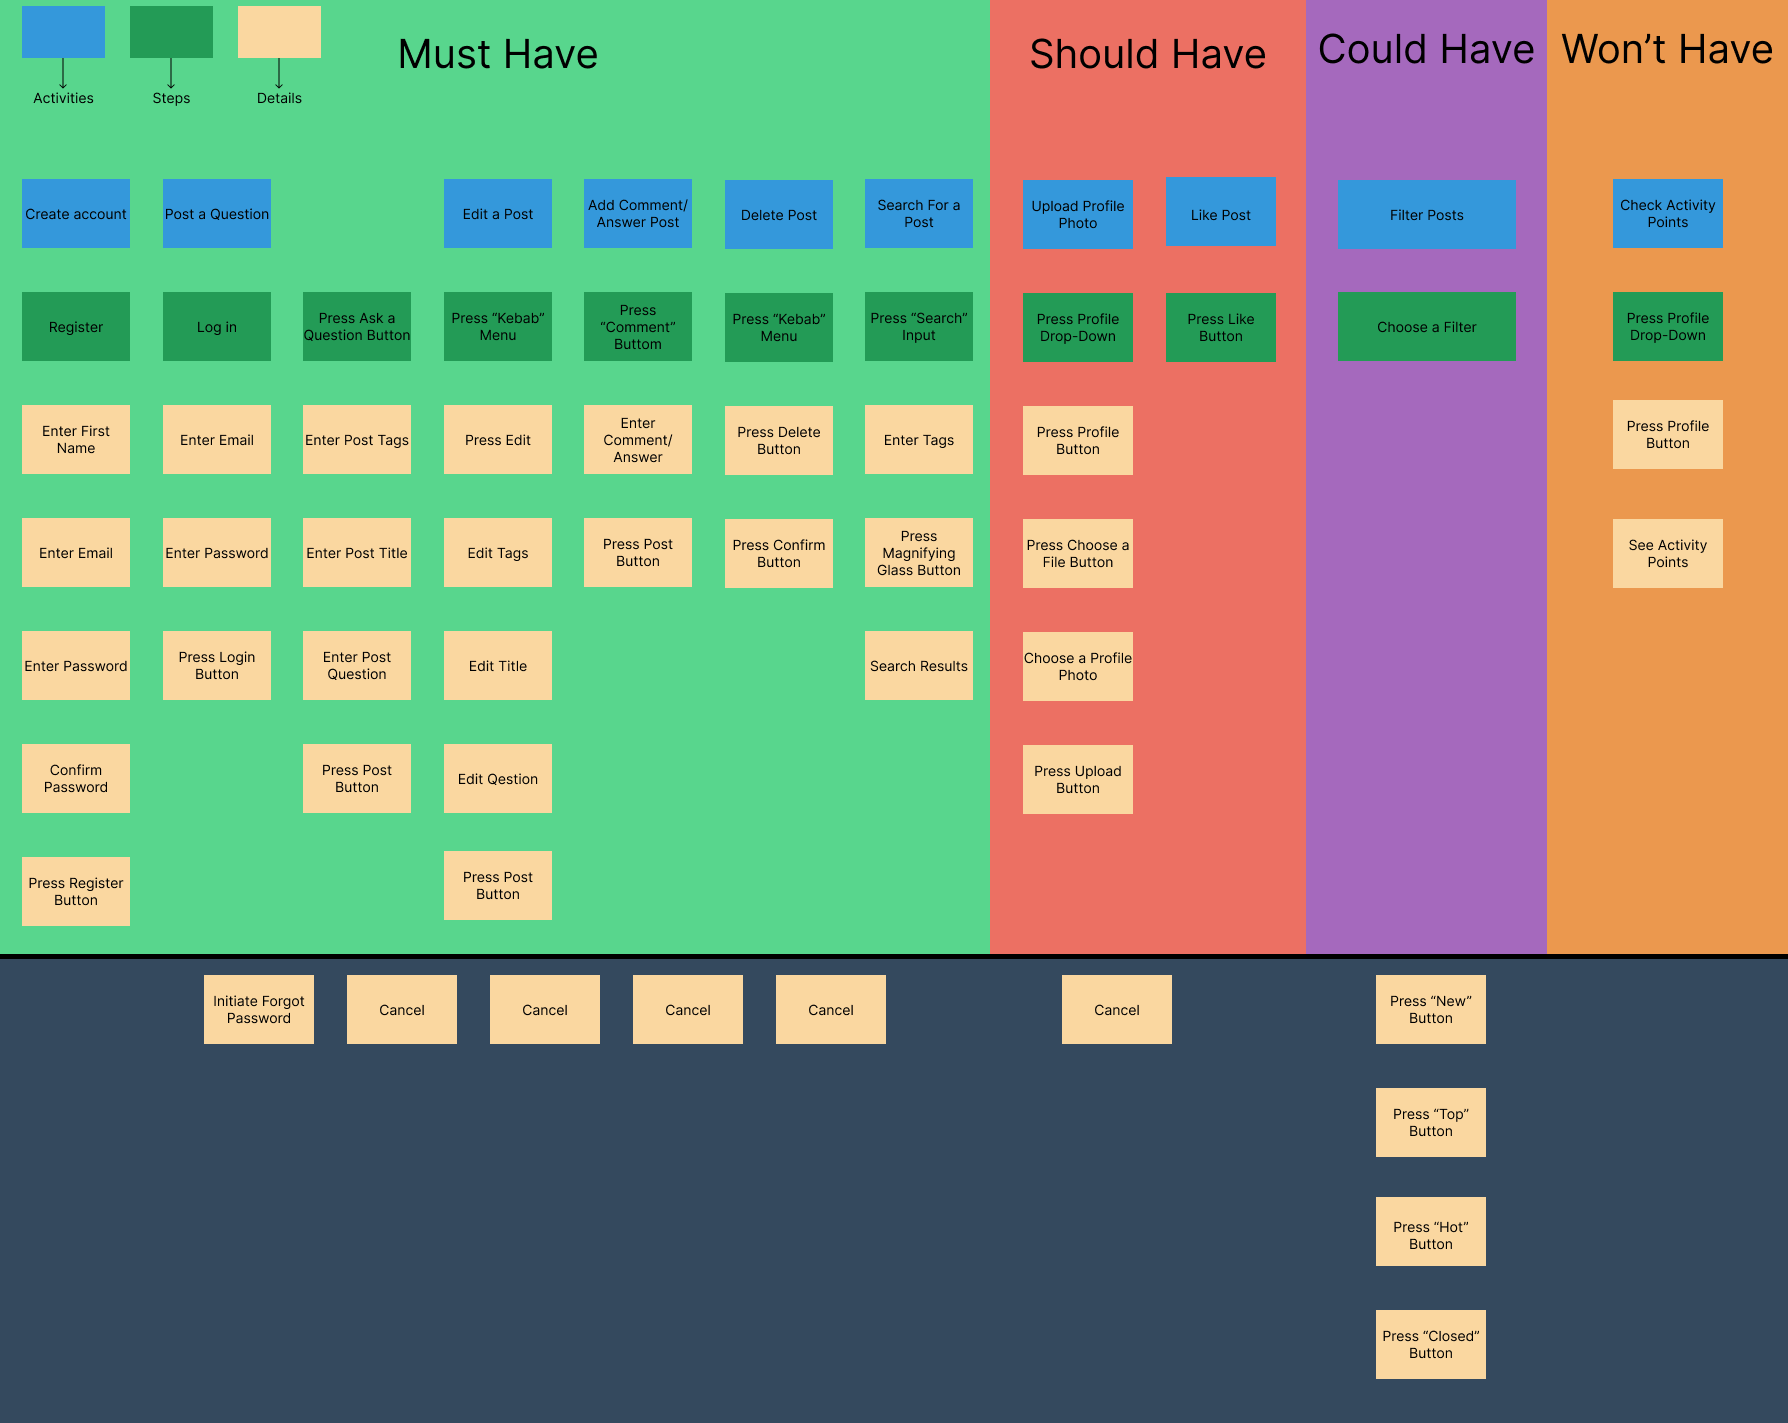 Activities
Steps
Details
Must Have
Should Have
Could Have
Won’t Have
Create account
Post a Question
Edit a Post
Add Comment/
Answer Post
Delete Post
Search For a
Post
Upload Profile
Photo
Like Post
Filter Posts
Check Activity
Points
Register
Log in
Press Ask a
Question Button
Press “Kebab”
Menu
Press
“Comment”
Buttom
Press “Kebab”
Menu
Press “Search”
Input
Press Profile
Drop-Down
Press Like
Button
Choose a Filter
Press Profile
Drop-Down
Enter First
Name
Enter Email
Enter Post Tags
Press Edit
Enter
Comment/
Answer
Press Delete
Button
Enter Tags
Press Profile
Button
Press Profile
Button
Enter Email
Enter Password
Enter Post Title
Edit Tags
Press Post
Button
Press Confirm
Button
Press
Magnifying
Glass Button
Press Choose a
File Button
See Activity
Points
Enter Password
Press Login
Button
Enter Post
Question
Edit Title
Search Results
Choose a Profile
Photo
Confirm
Password
Press Post
Button
Edit Qestion
Press Upload
Button
Press Register
Button
Press Post
Button
Initiate Forgot
Password
Cancel
Cancel
Cancel
Cancel
Cancel
Press “New”
Button
Press “Top”
Button
Press “Hot”
Button
Press “Closed”
Button